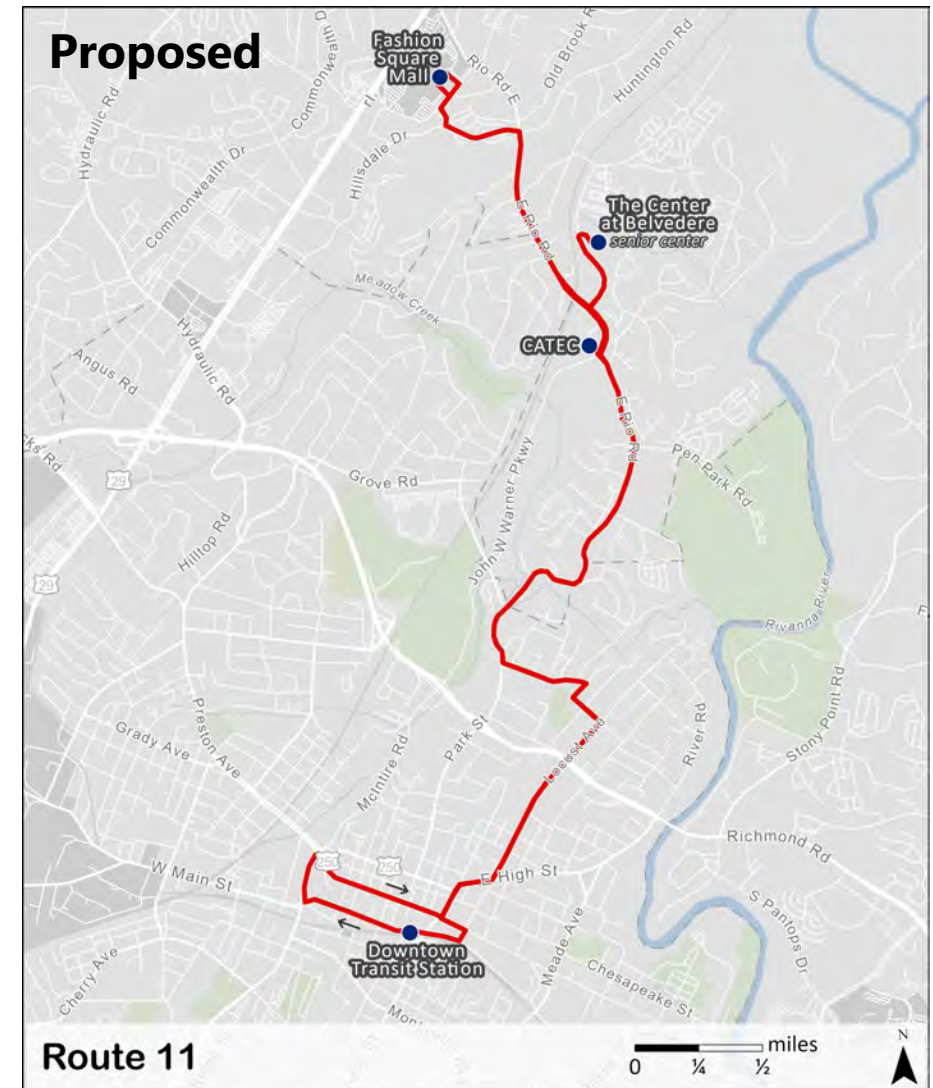 Proposed
Fashion
Square
Mall
Rio Rd E
Old Brook R
Huntington Rd
Commonwealth D
Hydraulic Rd
Commonwealth Dr
Hillsdale Dr
E Rio Rd
The Center
at Belvedere
senior center
Meadow Creek
CATEC
Hydraulic Rd
Angus Rd
E Rio Rd
cks Rd
29
Pen Park Rd
Grove Rd
John W Warner Pkwy
Hilltop Rd
29
Rivanna River
Preston Ave
Stony Point Rd
River Rd
Grady Ave
Park St
Locust Ave
McIntire Rd
Richmond Rd
250
250
W Main St
E High St
S Pantops Dr
Meade Ave
Downtown
Transit Station
Cherry Ave
Chesapeake St
Mon
Route 11
miles
0 ¼ ½
N